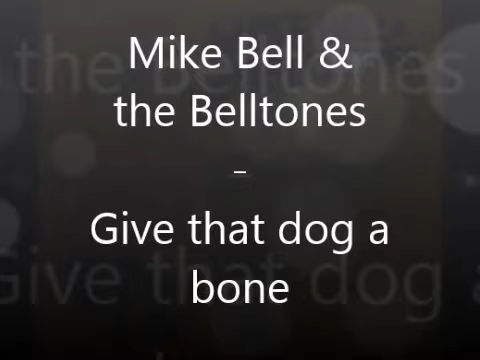 Mike Bell &
the Belltones
–
Give that dog a
bone